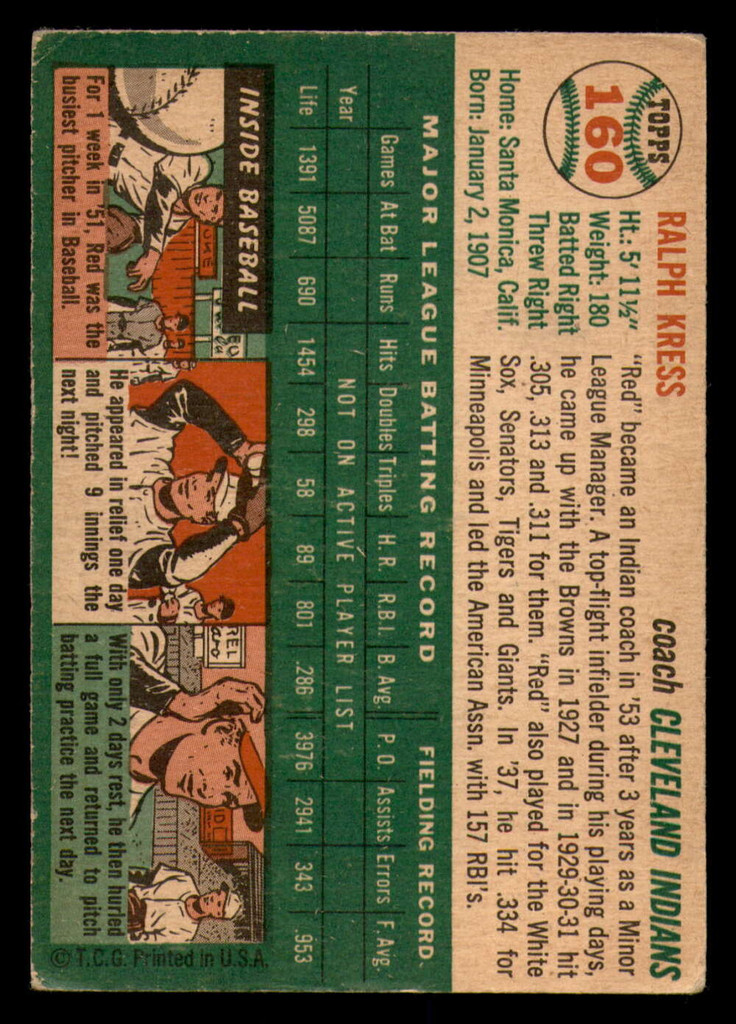 TOPPS
160
RALPH KRESS
coach CLEVELAND INDIANS
Ht.: 5' 11½"
Weight: 180
Batted Right
Threw Right
Home: Santa Monica, Calif.
Born: January 2, 1907
"Red" became an Indian coach in '53 after 3 years as a Minor
League Manager. A top-flight infielder during his playing days,
he came up with the Browns in 1927 and in 1929-30-31 hit
.305, .313 and .311 for them. "Red" also played for the White
Sox, Senators, Tigers and Giants. In '37, he hit .334 for
Minneapolis and led the American Assn. with 157 RBI's.
MAJOR LEAGUE BATTING RECORD FIELDING RECORD
Games At Bat Runs Hits Doubles Triples H.R. R.B.I. B. Avg. P.O. Assists Errors F. Avg.
Year NOT ON ACTIVE PLAYER LIST
Life 1391 5087 690 1454 298 58 89 801 .286 3976 2941 343 .953
INSIDE BASEBALL
For 1 week in '51, Red was the
busiest pitcher in Baseball.
He appeared in relief one day
and pitched 9 innings the
next night!
With only 2 days rest, he then hurled
a full game and returned to pitch
batting practice the next day.
© T.C.G. Printed in U.S.A.